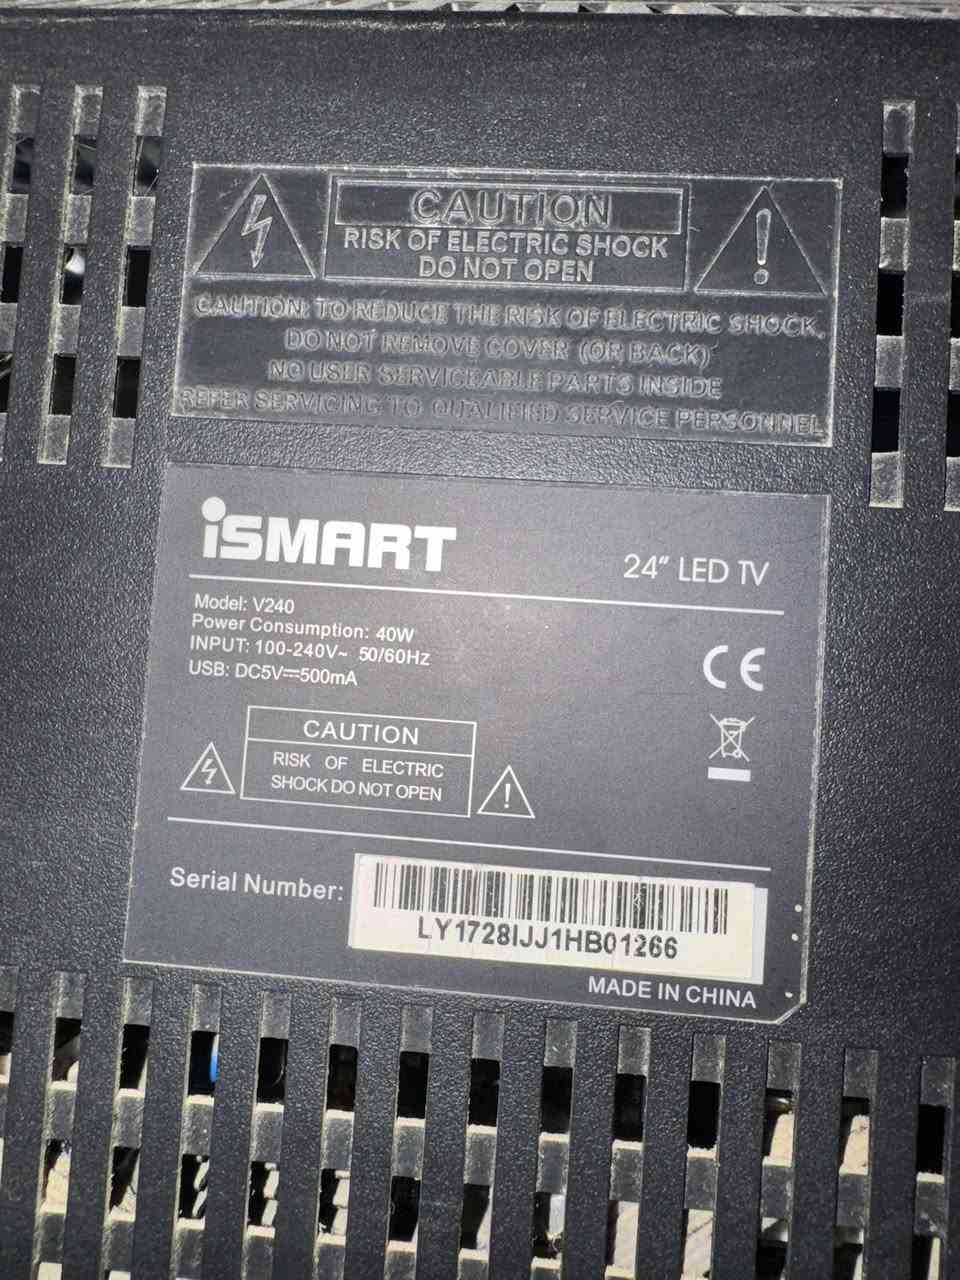 CAUTION
RISK OF ELECTRIC SHOCK
DO NOT OPEN
CAUTION: TO REDUCE THE RISK OF ELECTRIC SHOCK,
DO NOT REMOVE COVER (OR BACK)
NO USER SERVICEABLE PARTS INSIDE
REFER SERVICING TO QUALIFIED SERVICE PERSONNEL
iSMART
24" LED TV
Model: V240
Power Consumption: 40W
INPUT: 100-240V~ 50/60Hz
USB: DC5V⎓500mA
CE
CAUTION
RISK OF ELECTRIC
SHOCK DO NOT OPEN
Serial Number:
LY1728IJJ1HB01266
MADE IN CHINA